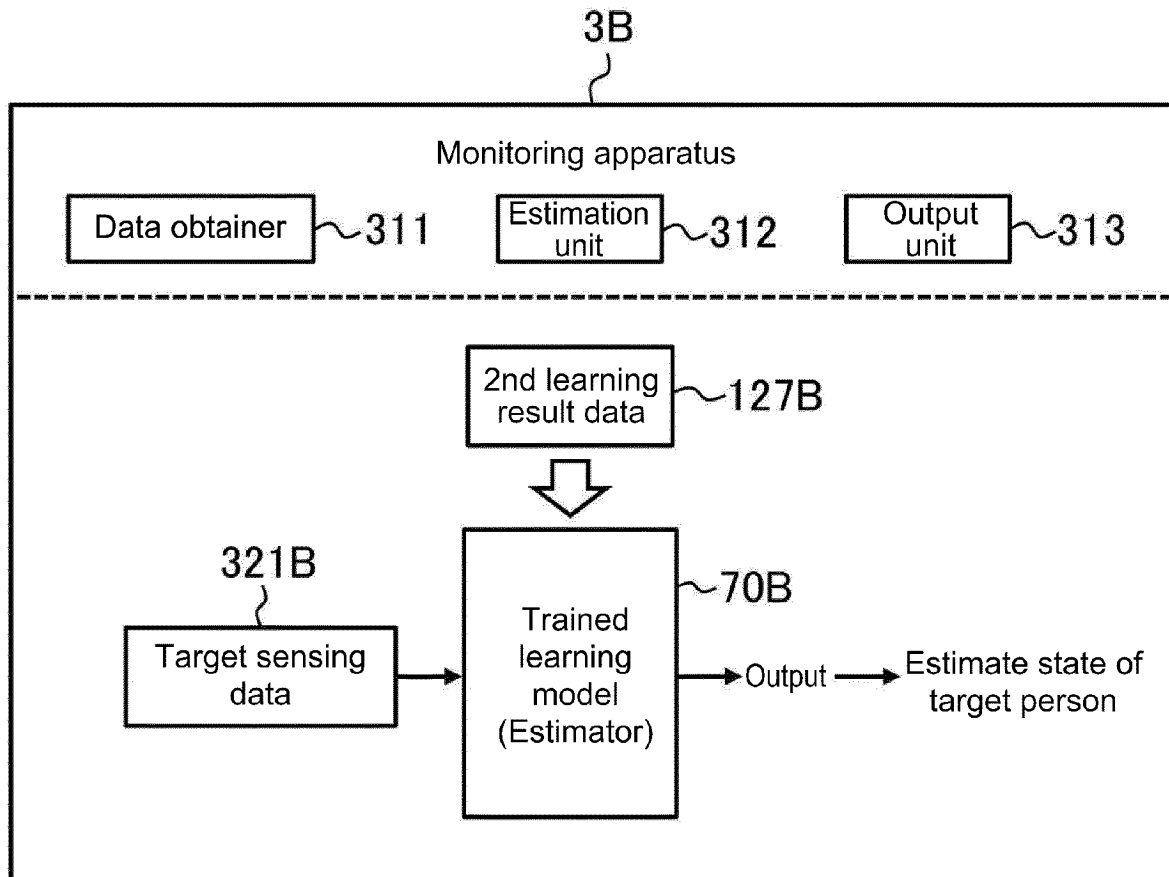 3B
Monitoring apparatus
Data obtainer
311
Estimation
unit
312
Output
unit
313
2nd learning
result data
127B
321B
Target sensing
data
70B
Trained
learning
model
(Estimator)
Output
Estimate state of
target person